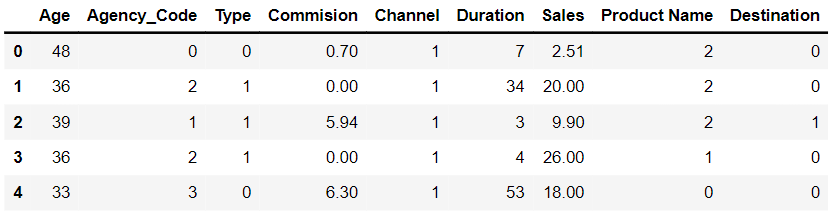 Age Agency_Code Type Commision Channel Duration Sales Product Name Destination
0 48 0 0 0.70 1 7 2.51 2 0
1 36 2 1 0.00 1 34 20.00 2 0
2 39 1 1 5.94 1 3 9.90 2 1
3 36 2 1 0.00 1 4 26.00 1 0
4 33 3 0 6.30 1 53 18.00 0 0